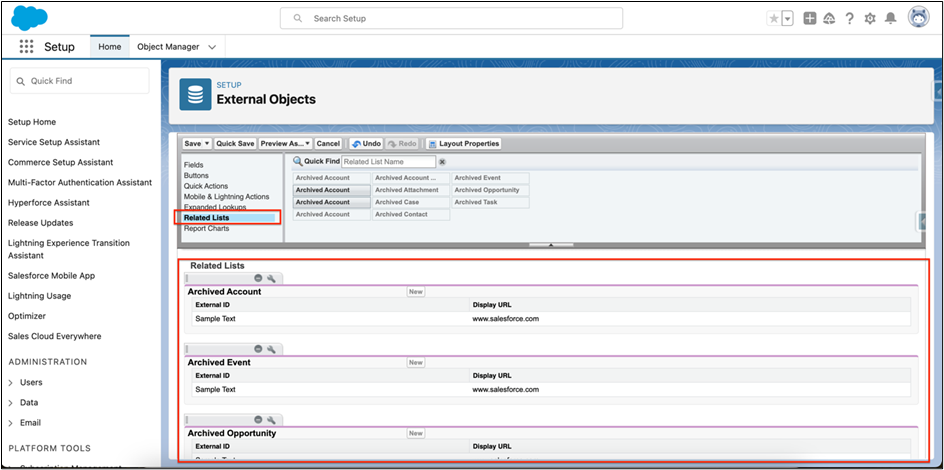 Search Setup
Setup
Home
Object Manager
Quick Find
Setup Home
Service Setup Assistant
Commerce Setup Assistant
Multi-Factor Authentication Assistant
Hyperforce Assistant
Release Updates
Lightning Experience Transition
Assistant
Salesforce Mobile App
Lightning Usage
Optimizer
Sales Cloud Everywhere
ADMINISTRATION
Users
Data
Email
PLATFORM TOOLS
Subscription Management
SETUP
External Objects
Save Quick Save Preview As... Cancel Undo Redo Layout Properties
Fields
Buttons
Quick Actions
Mobile & Lightning Actions
Expanded Lookups
Related Lists
Report Charts
Quick Find Related List Name
Archived Account Archived Account ... Archived Event
Archived Account Archived Attachment Archived Opportunity
Archived Account Archived Case Archived Task
Archived Account Archived Contact
Related Lists
Archived Account New
External ID Display URL
Sample Text www.salesforce.com
Archived Event New
External ID Display URL
Sample Text www.salesforce.com
Archived Opportunity New
External ID Display URL